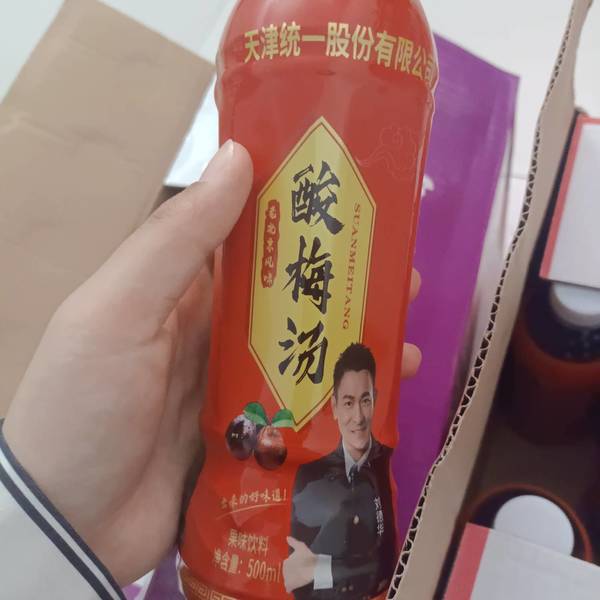 天津统一股份有限公司
酸梅汤
SUANMEITANG
老北京风味
出来的好味道!
刘德华
果味饮料
净含量: 500ml